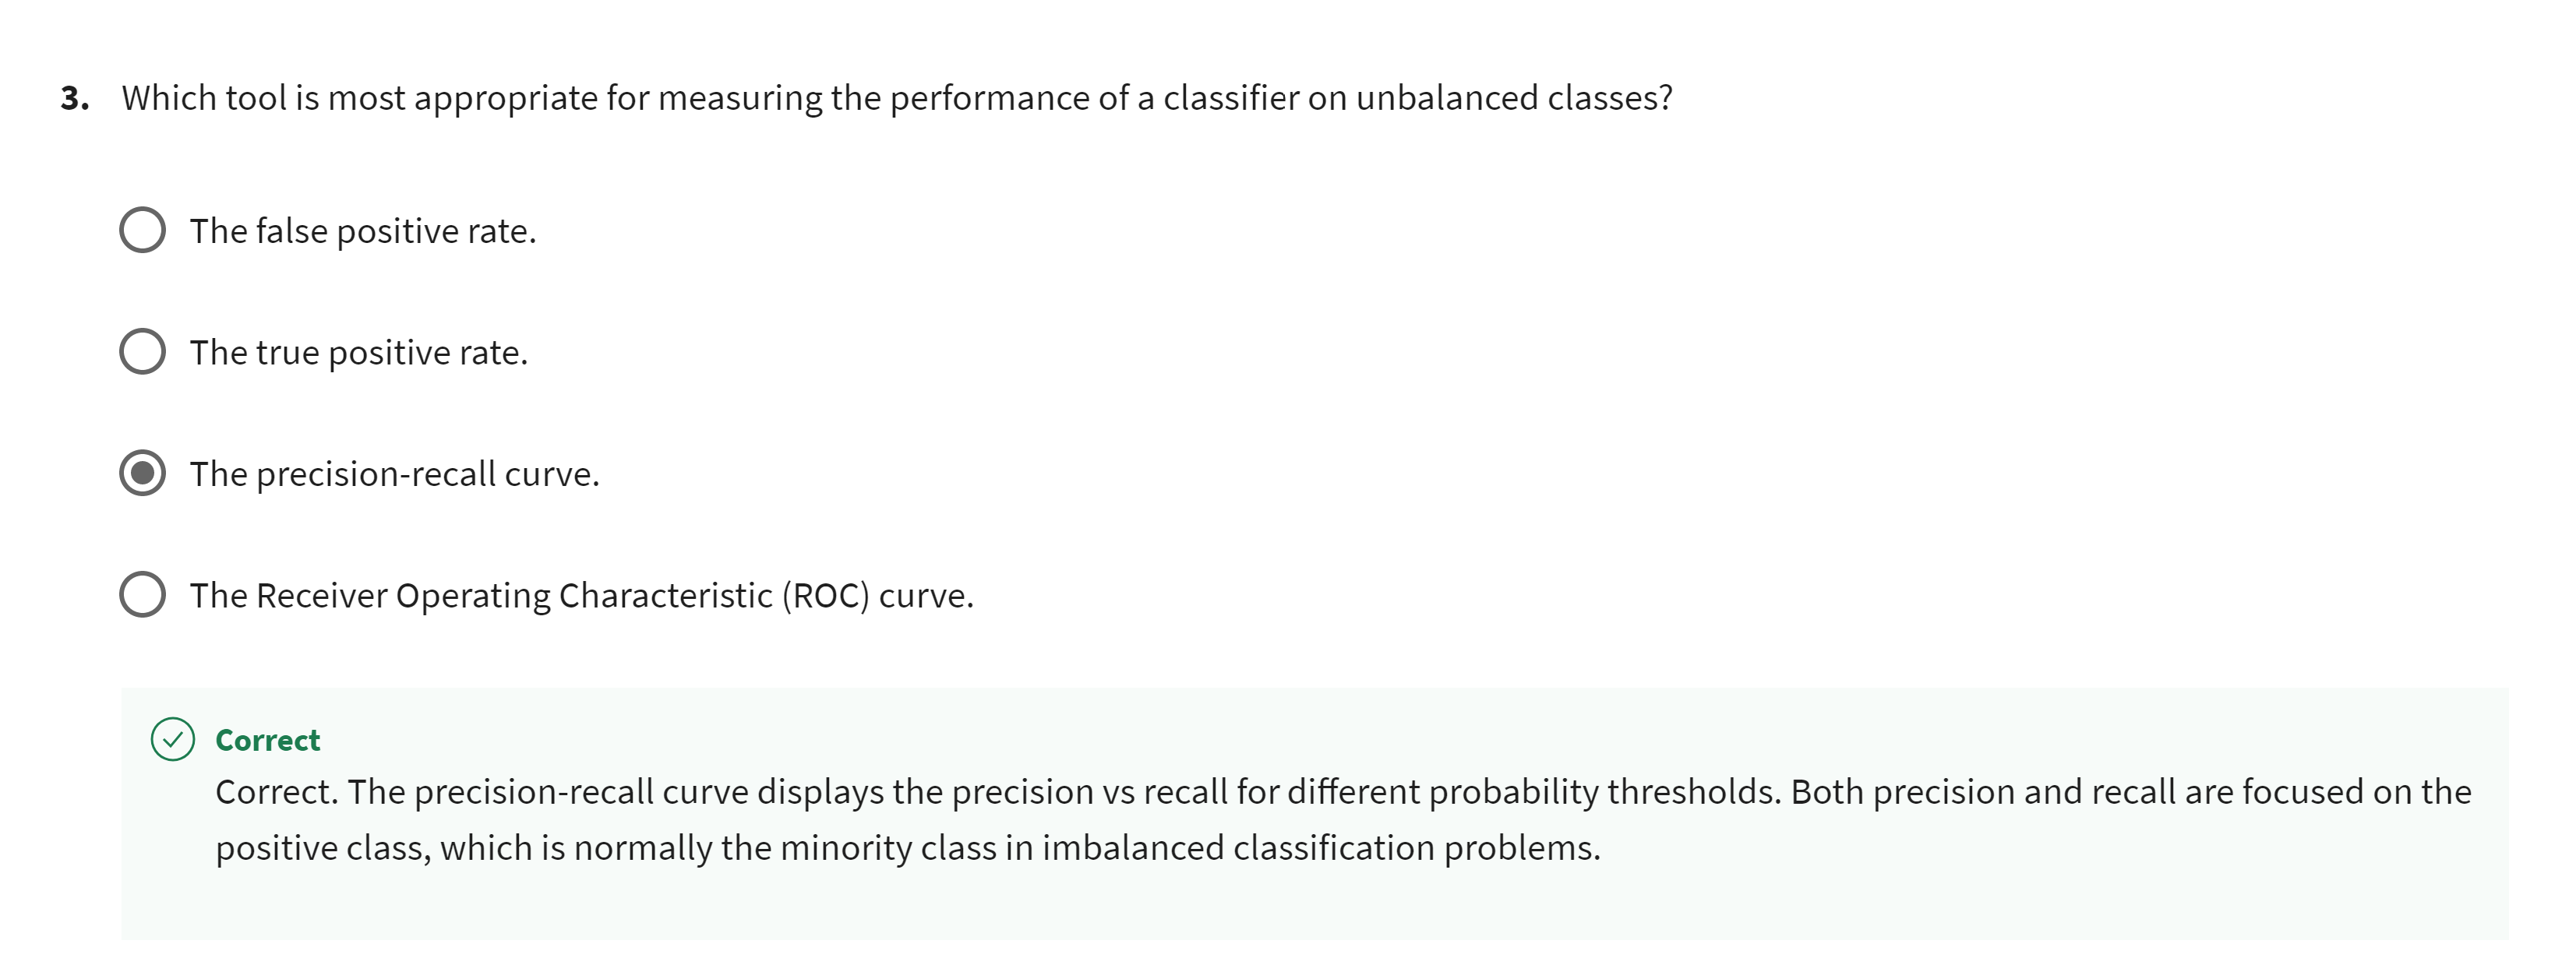 3. Which tool is most appropriate for measuring the performance of a classifier on unbalanced classes?
The false positive rate.
The true positive rate.
The precision-recall curve.
The Receiver Operating Characteristic (ROC) curve.
Correct
Correct. The precision-recall curve displays the precision vs recall for different probability thresholds. Both precision and recall are focused on the
positive class, which is normally the minority class in imbalanced classification problems.